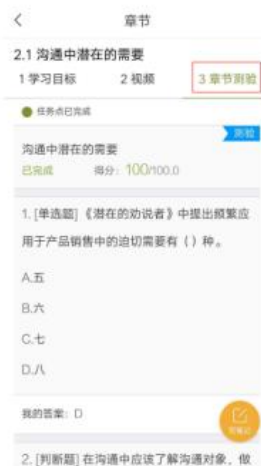 章节
2.1 沟通中潜在的需要
1 学习目标 2 视频 3 章节测验
任务点已完成
测验
沟通中潜在的需要
已完成 得分: 100/100.0
1. [单选题]《潜在的劝说者》中提出频繁应
用于产品销售中的迫切需要有（）种。
A.五
B.六
C.七
D.八
我的答案: D
写笔记
2. [判断题] 在沟通中应该了解沟通对象，做